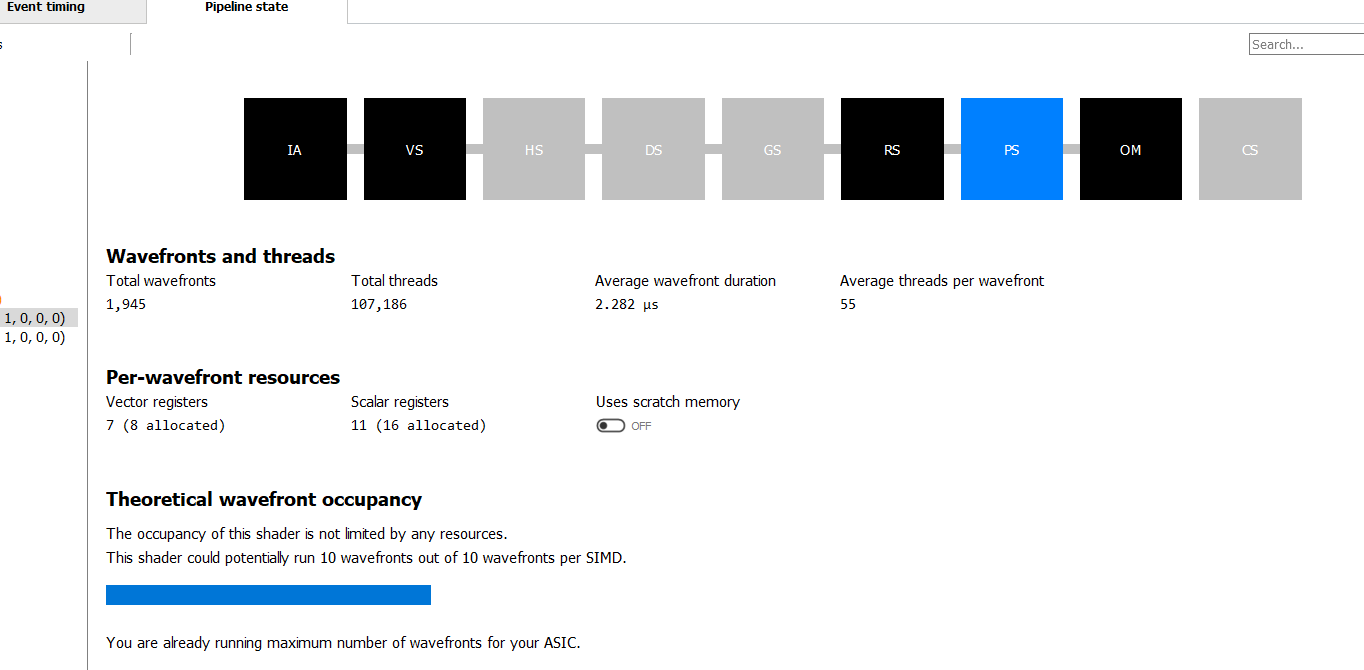 Event timing
Pipeline state
s
Search...
IA
VS
HS
DS
GS
RS
PS
OM
CS
Wavefronts and threads
Total wavefronts
Total threads
Average wavefront duration
Average threads per wavefront
1,945
107,186
2.282 µs
55
1, 0, 0, 0)
1, 0, 0, 0)
Per-wavefront resources
Vector registers
Scalar registers
Uses scratch memory
7 (8 allocated)
11 (16 allocated)
OFF
Theoretical wavefront occupancy
The occupancy of this shader is not limited by any resources.
This shader could potentially run 10 wavefronts out of 10 wavefronts per SIMD.
You are already running maximum number of wavefronts for your ASIC.